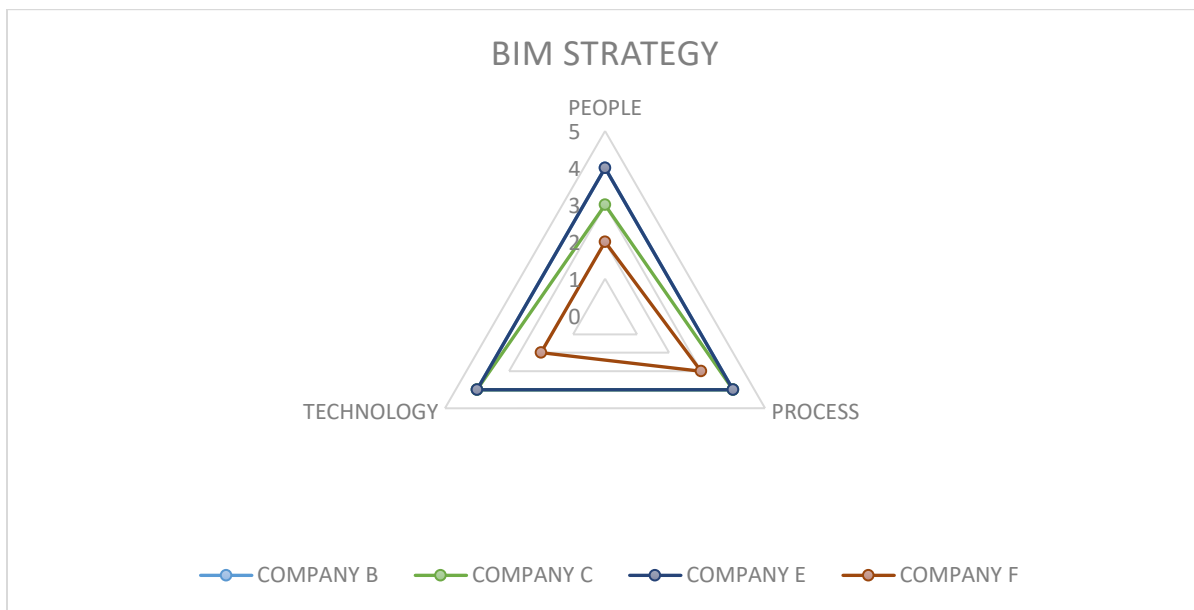 BIM STRATEGY
PEOPLE
5
4
3
2
1
0
TECHNOLOGY
PROCESS
COMPANY B COMPANY C COMPANY E COMPANY F